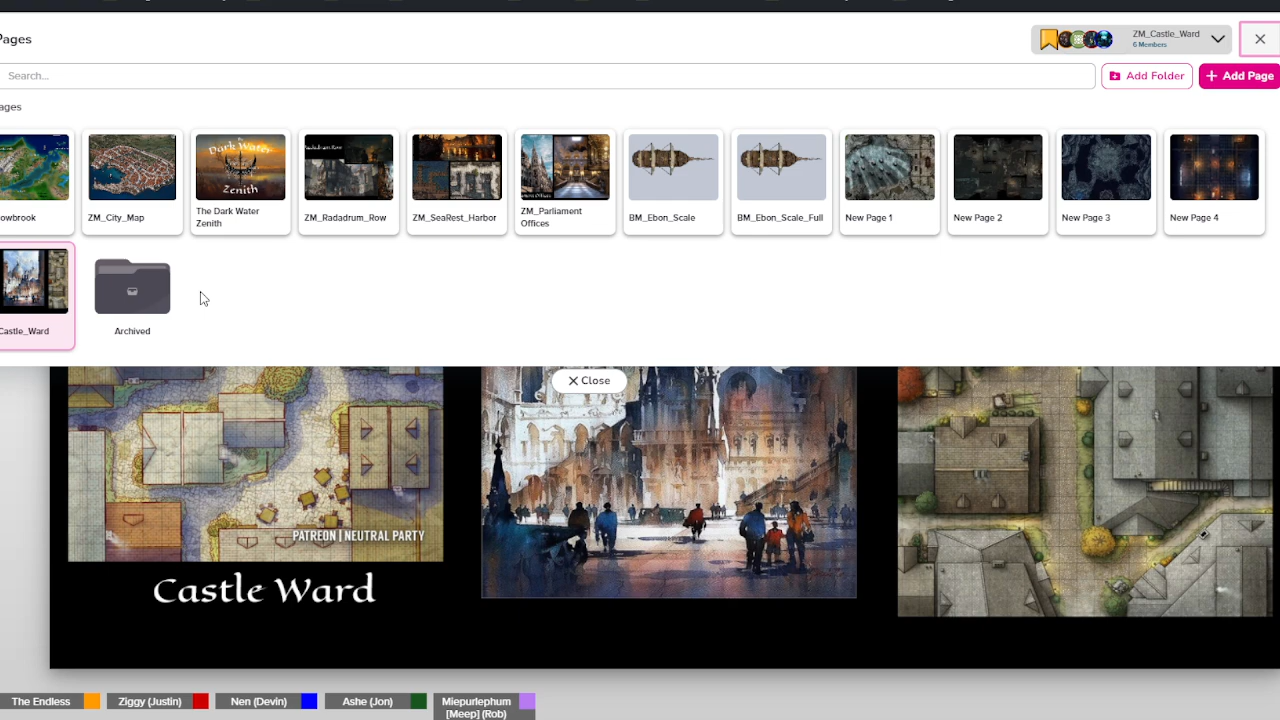 Pages
ZM_Castle_Ward
6 Members
Search...
Add Folder
Add Page
ages
owbrook
ZM_City_Map
The Dark Water
Zenith
ZM_Radadrum_Row
ZM_SeaRest_Harbor
ZM_Parliament
Offices
BM_Ebon_Scale
BM_Ebon_Scale_Full
New Page 1
New Page 2
New Page 3
New Page 4
Dark Water
Zenith
Castle_Ward
Archived
Close
PATREON | NEUTRAL PARTY
Castle Ward
The Endless
Ziggy (Justin)
Nen (Devin)
Ashe (Jon)
Miepurlephum
[Meep] (Rob)